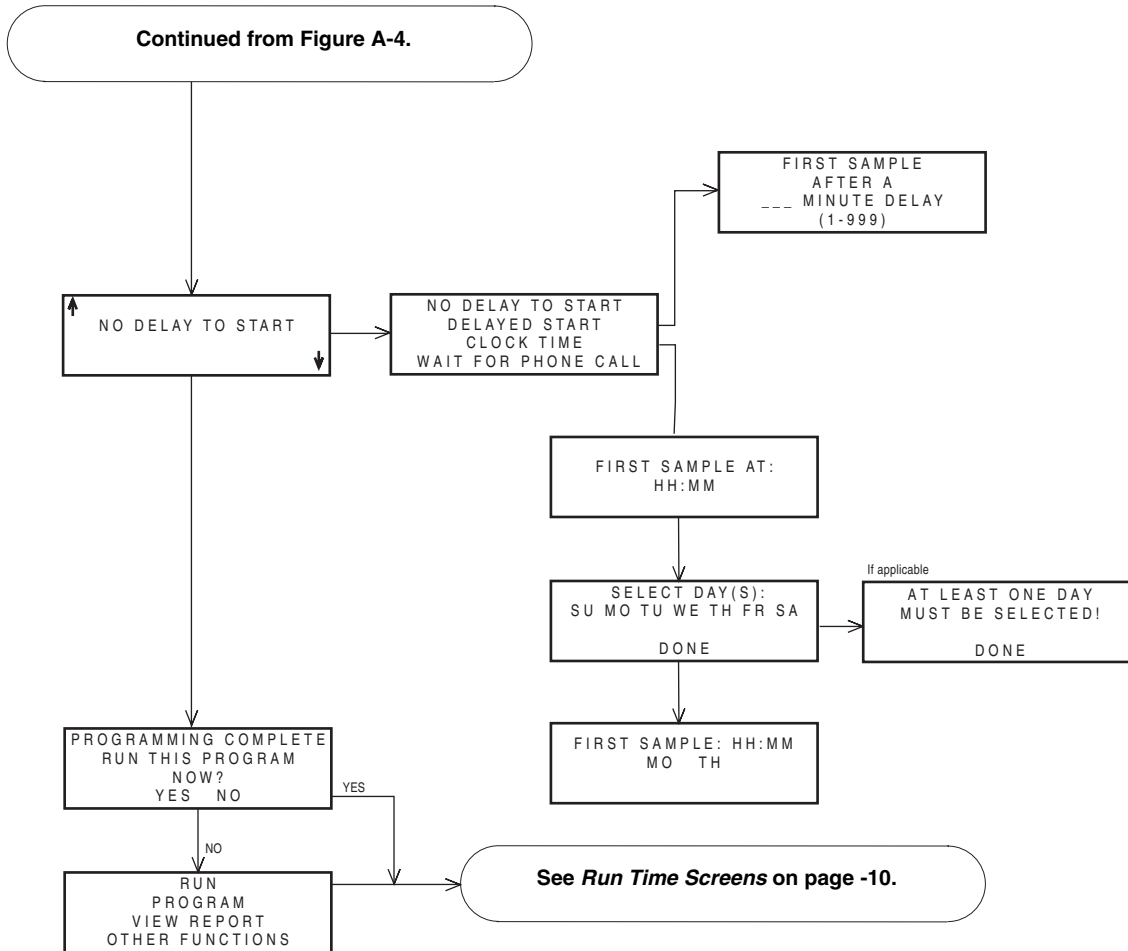 Continued from Figure A-4.
FIRST SAMPLE
AFTER A
___ MINUTE DELAY
(1-999)
NO DELAY TO START
NO DELAY TO START
DELAYED START
CLOCK TIME
WAIT FOR PHONE CALL
FIRST SAMPLE AT:
HH:MM
SELECT DAY(S):
SU MO TU WE TH FR SA
DONE
If applicable
AT LEAST ONE DAY
MUST BE SELECTED!
DONE
FIRST SAMPLE: HH:MM
MO TH
PROGRAMMING COMPLETE
RUN THIS PROGRAM
NOW?
YES NO
YES
NO
RUN
PROGRAM
VIEW REPORT
OTHER FUNCTIONS
See Run Time Screens on page -10.